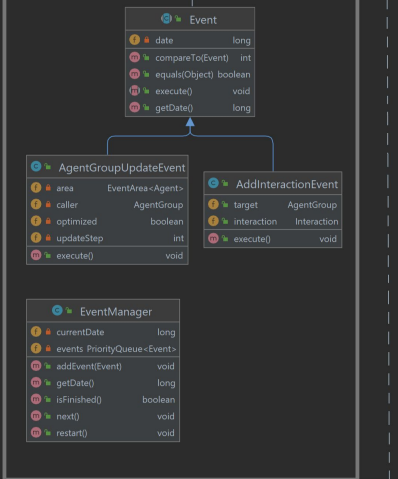 Event
date long
compareTo(Event) int
equals(Object) boolean
execute() void
getDate() long
AgentGroupUpdateEvent
area EventArea<Agent>
caller AgentGroup
optimized boolean
updateStep int
execute() void
AddInteractionEvent
target AgentGroup
interaction Interaction
execute() void
EventManager
currentDate long
events PriorityQueue<Event>
addEvent(Event) void
getDate() long
isFinished() boolean
next() void
restart() void